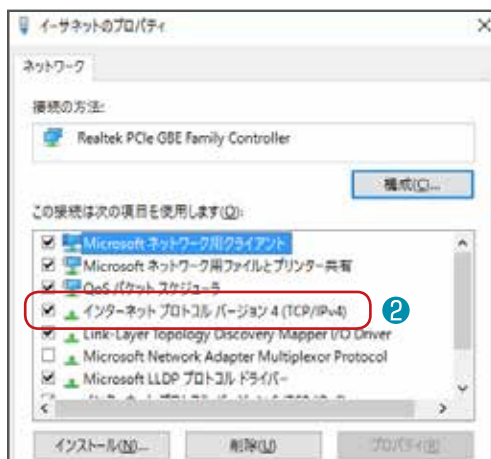 イーサネットのプロパティ
ネットワーク
接続の方法:
Realtek PCIe GBE Family Controller
構成(C)...
この接続は次の項目を使用します(O):
Microsoft ネットワーク用クライアント
Microsoft ネットワーク用ファイルとプリンター共有
QoS パケット スケジューラ
インターネット プロトコル バージョン 4 (TCP/IPv4)
2
Link-Layer Topology Discovery Mapper I/O Driver
Microsoft Network Adapter Multiplexor Protocol
Microsoft LLDP プロトコル ドライバー
インストール(N)...
削除(U)
プロパティ(R)